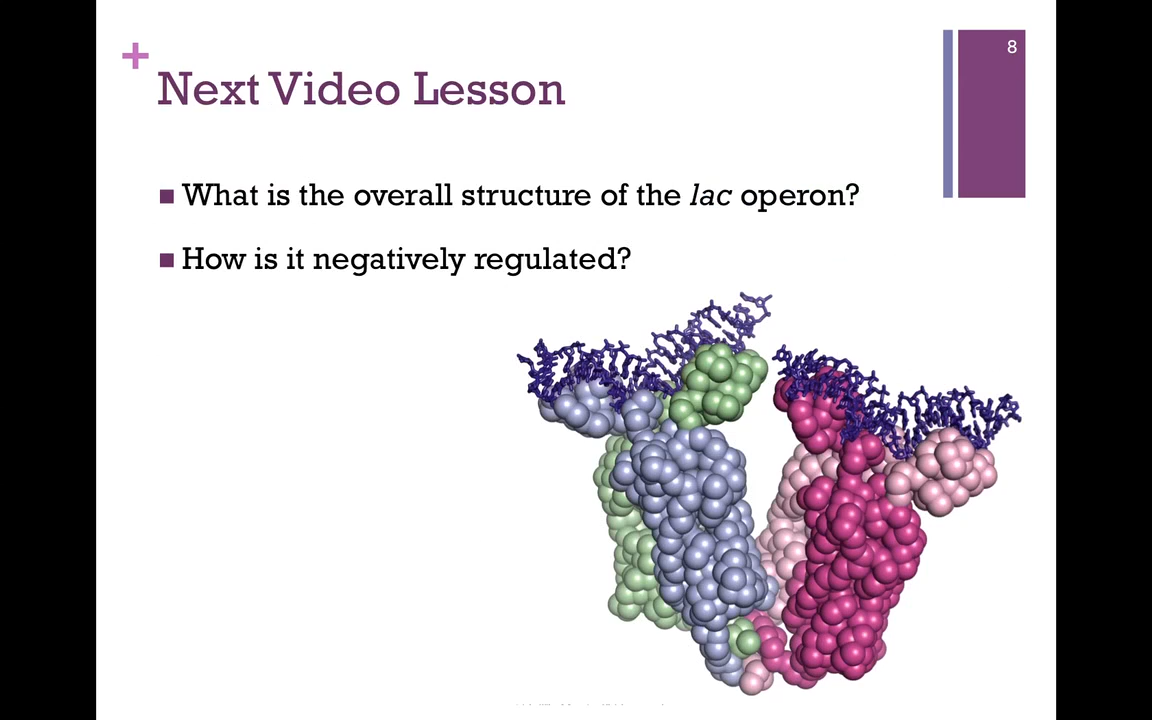 8
+
Next Video Lesson
■ What is the overall structure of the lac operon?
■ How is it negatively regulated?